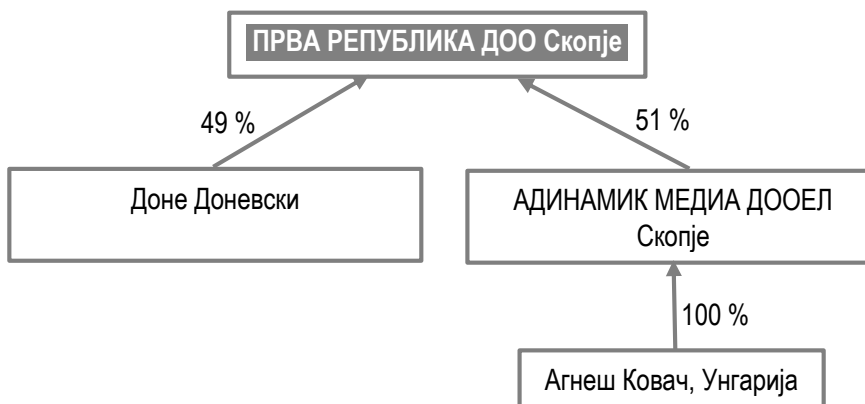 ПРВА РЕПУБЛИКА ДОО Скопје
49 %
51 %
Доне Доневски
АДИНАМИК МЕДИА ДООЕЛ
Скопје
100 %
Агнеш Ковач, Унгарија